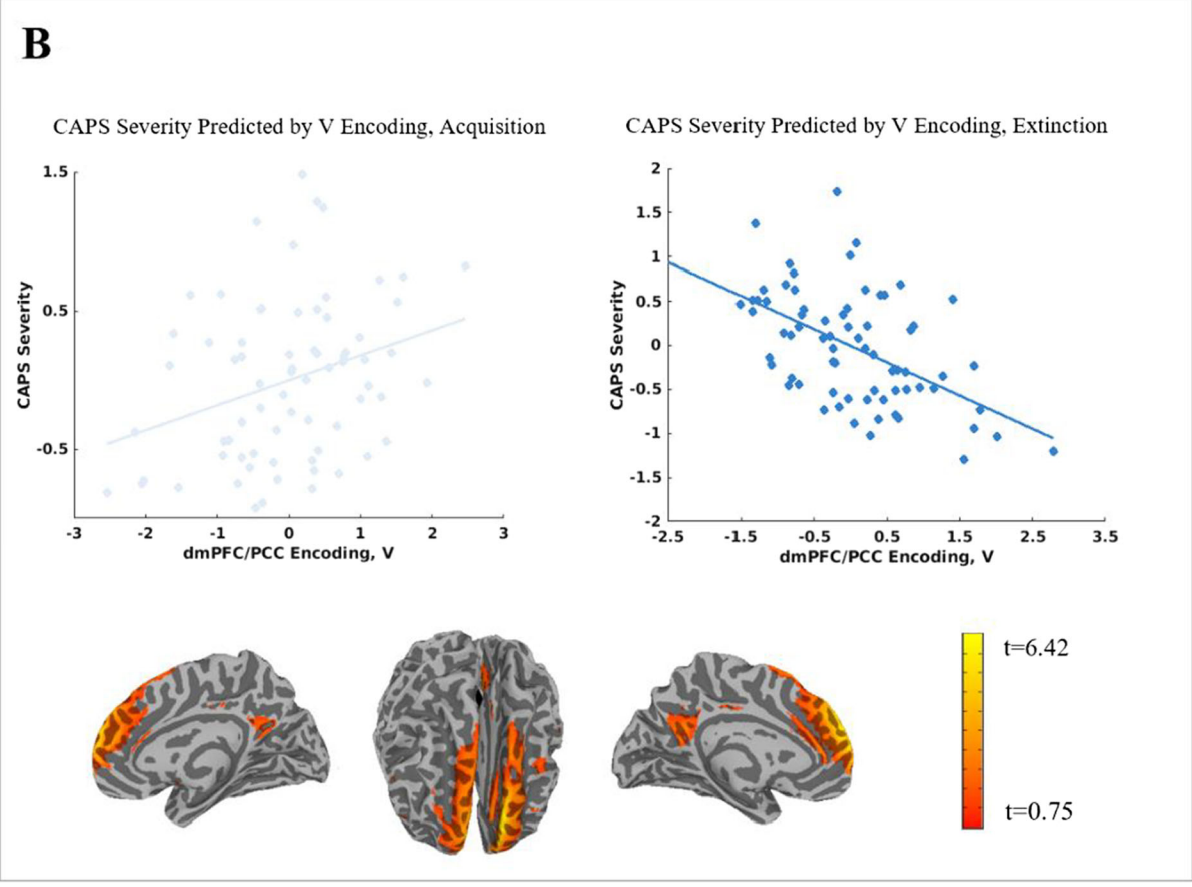 B
CAPS Severity Predicted by V Encoding, Acquisition
1.5
0.5
-0.5
CAPS Severity
-3 -2 -1 0 1 2 3
dmPFC/PCC Encoding, V
CAPS Severity Predicted by V Encoding, Extinction
2
1.5
1
0.5
0
-0.5
-1
-1.5
-2
CAPS Severity
-2.5 -1.5 -0.5 0.5 1.5 2.5 3.5
dmPFC/PCC Encoding, V
t=6.42
t=0.75